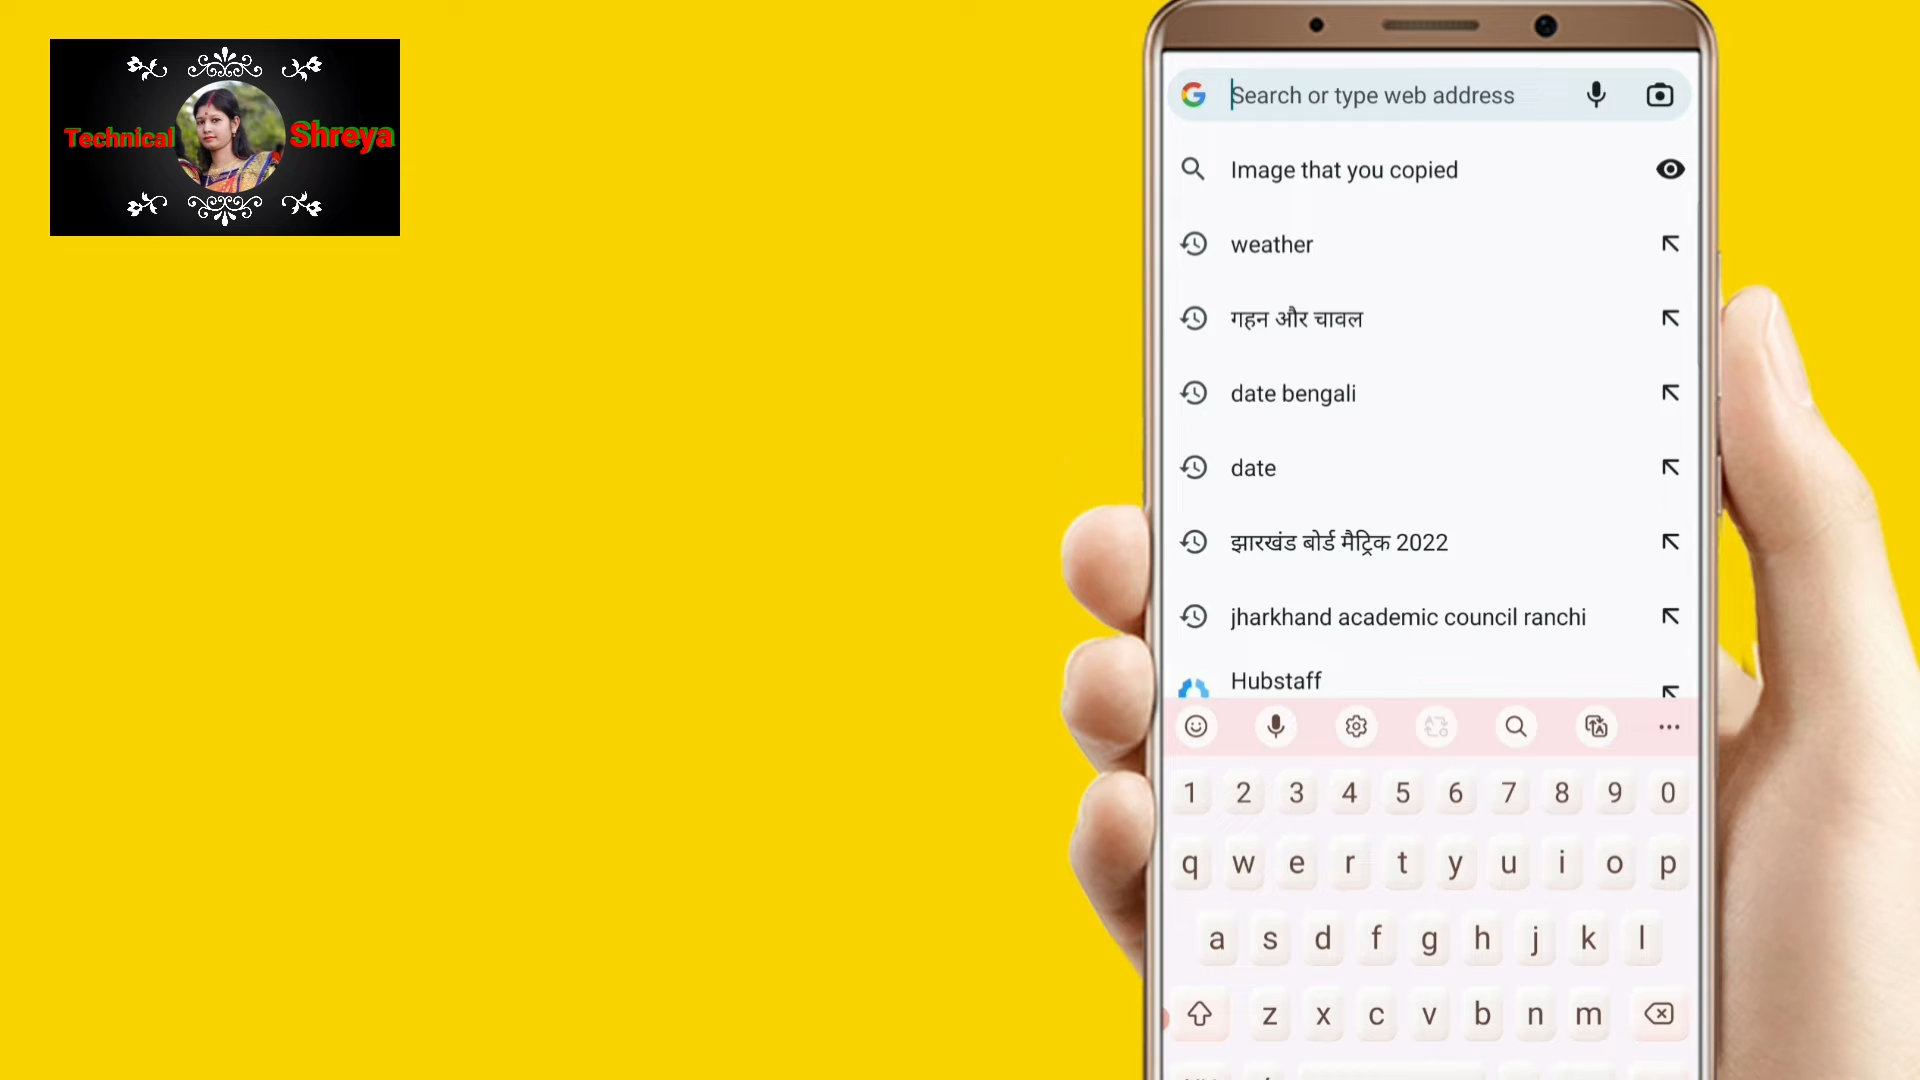 Technical Shreya
Search or type web address
Image that you copied
weather
गहन और चावल
date bengali
date
झारखंड बोर्ड मैट्रिक 2022
jharkhand academic council ranchi
Hubstaff
1 2 3 4 5 6 7 8 9 0
q w e r t y u i o p
a s d f g h j k l
z x c v b n m